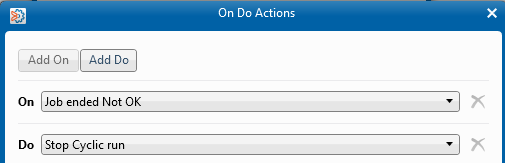 On Do Actions
Add On Add Do
On Job ended Not OK
Do Stop Cyclic run